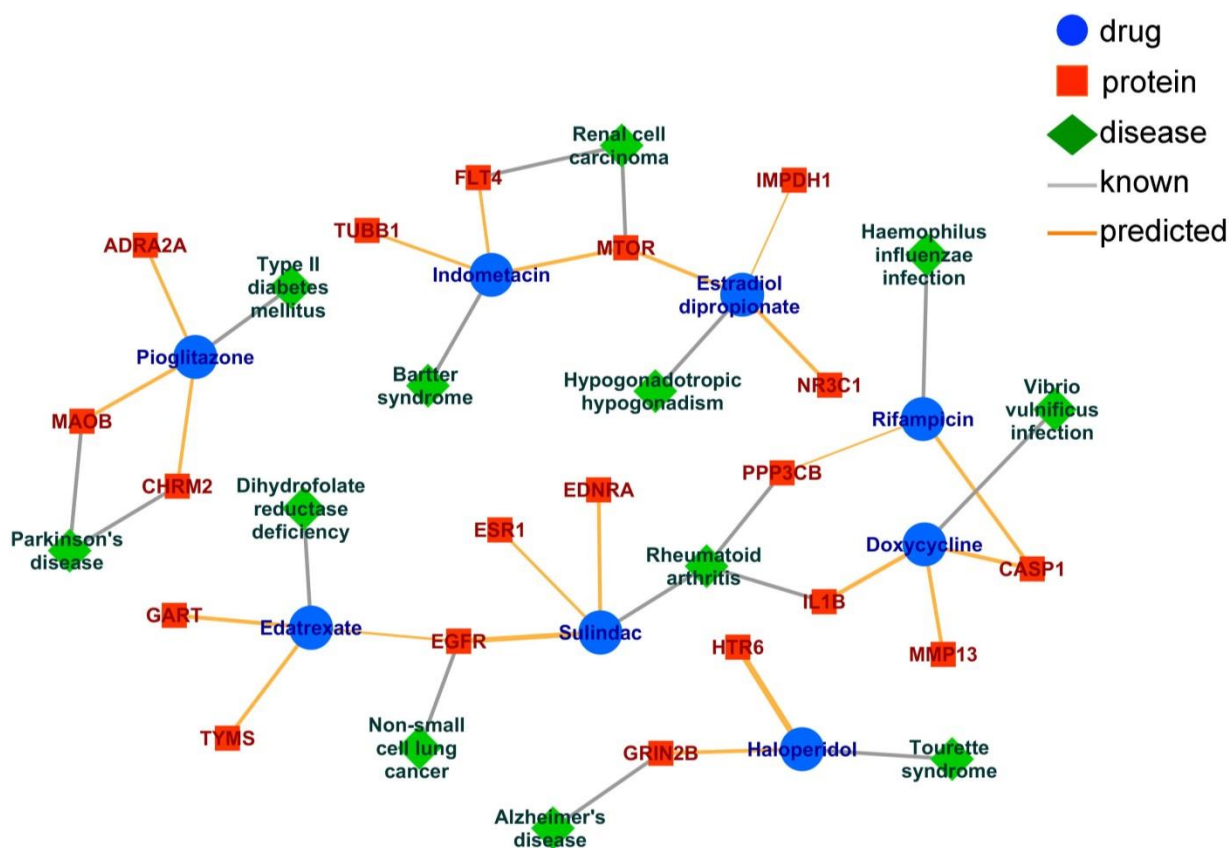 drug
protein
disease
known
predicted
Renal cell
carcinoma
FLT4
IMPDH1
TUBB1
MTOR
Haemophilus
influenzae
infection
ADRA2A
Type II
diabetes
mellitus
Indometacin
Estradiol
dipropionate
Pioglitazone
Bartter
syndrome
Hypogonadotropic
hypogonadism
NR3C1
Vibrio
vulnificus
infection
MAOB
Rifampicin
CHRM2
Dihydrofolate
reductase
deficiency
EDNRA
PPP3CB
Parkinson's
disease
ESR1
Rheumatoid
arthritis
Doxycycline
CASP1
GART
Edatrexate
EGFR
Sulindac
IL1B
HTR6
MMP13
TYMS
Non-small
cell lung
cancer
GRIN2B
Haloperidol
Tourette
syndrome
Alzheimer's
disease